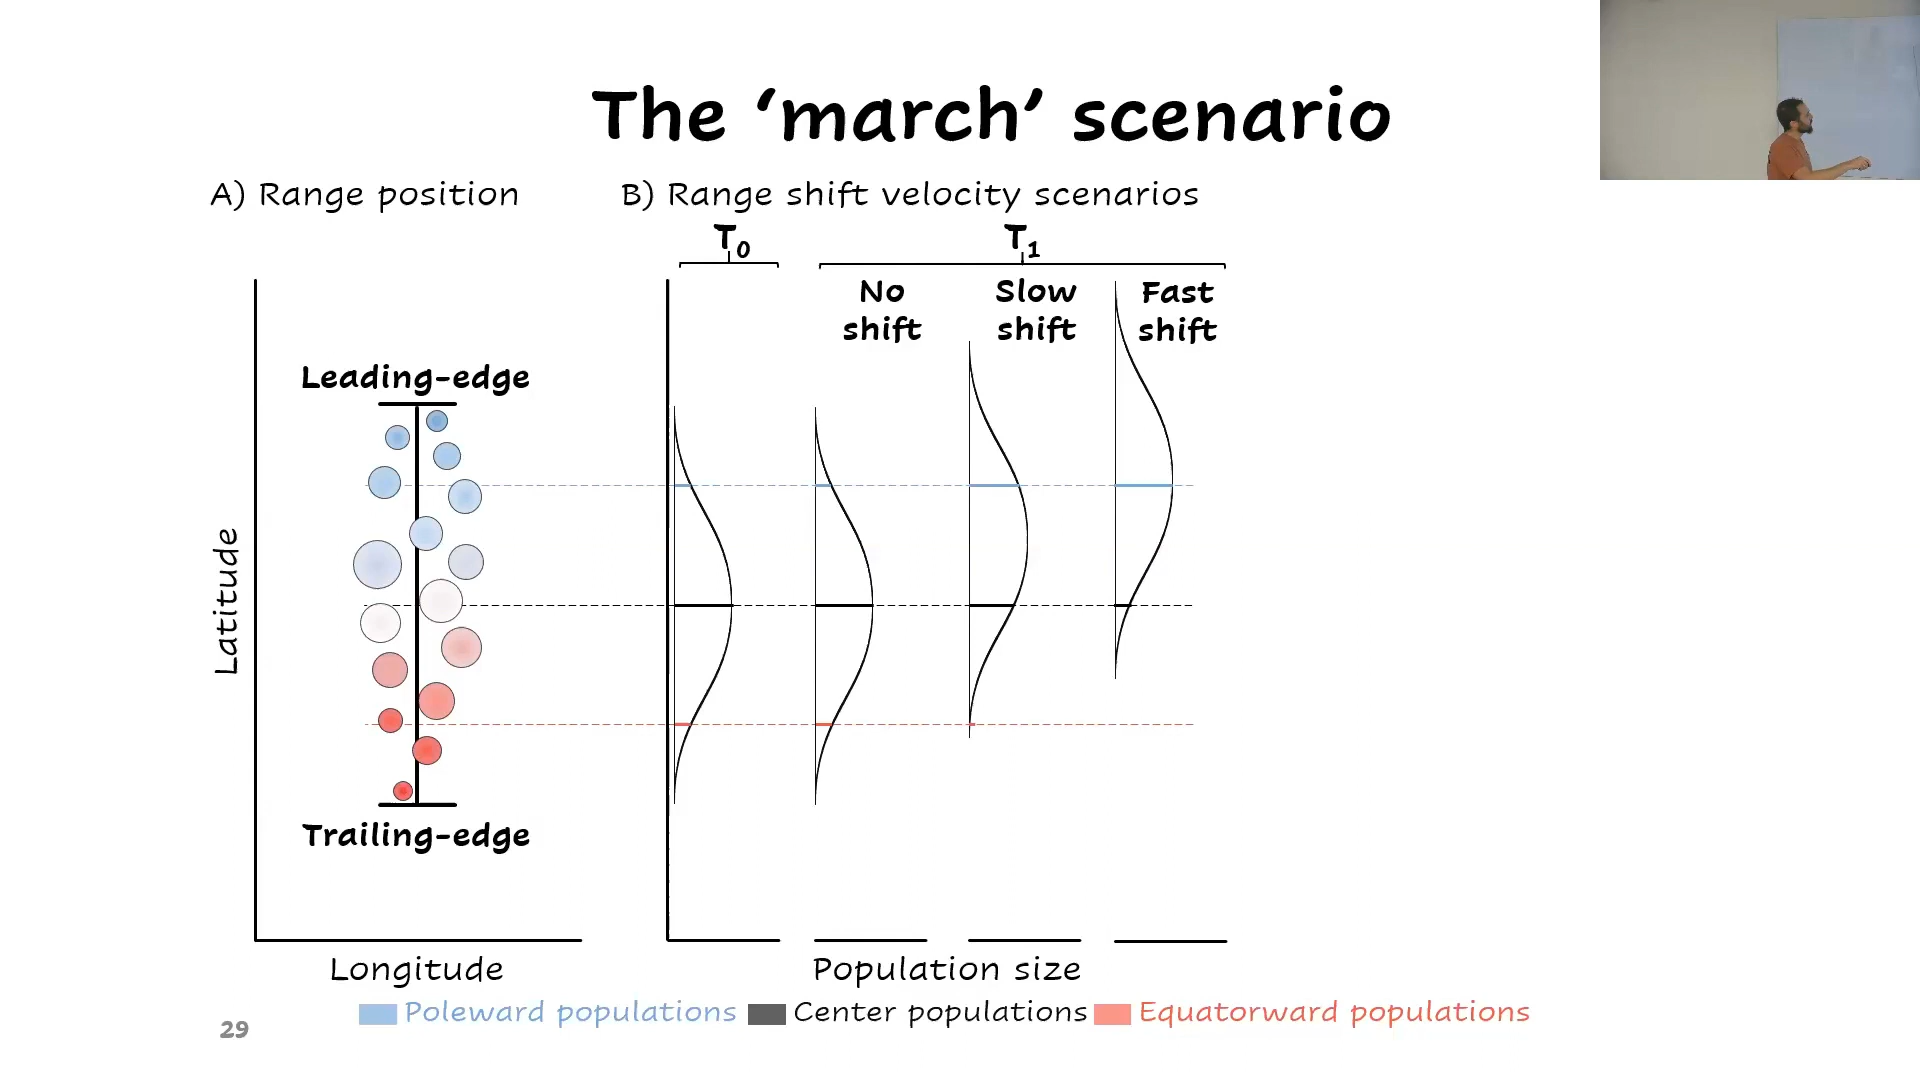 The ‘march’ scenario
A) Range position
B) Range shift velocity scenarios
T0
T1
No shift
Slow shift
Fast shift
Leading-edge
Latitude
Trailing-edge
Longitude
Population size
Poleward populations
Center populations
Equatorward populations
29